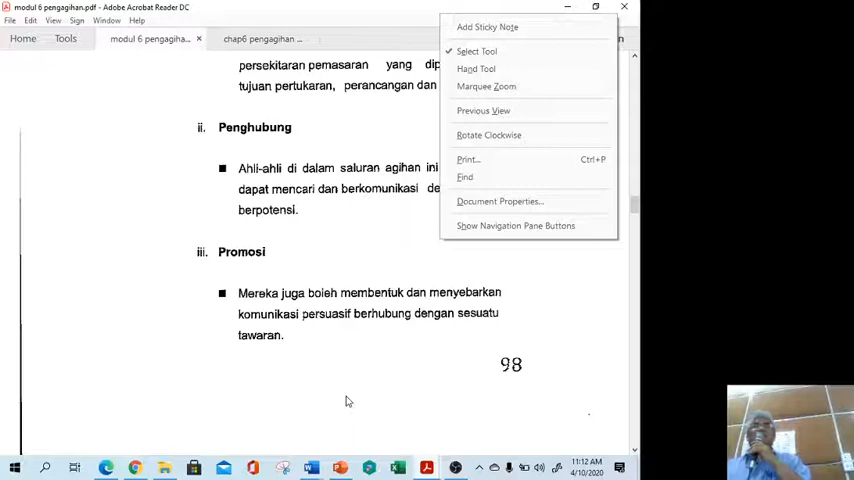 modul 6 pengagihan.pdf - Adobe Acrobat Reader DC
File Edit View Sign Window Help
Home Tools modul 6 pengagiha... × chap6 pengagihan ...
persekitaran pemasaran yang
tujuan pertukaran, perancangan dan
ii. Penghubung
Ahli-ahli di dalam saluran agihan ini
dapat mencari dan berkomunikasi
berpotensi.
iii. Promosi
Mereka juga boleh membentuk dan menyebarkan
komunikasi persuasif berhubung dengan sesuatu
tawaran.
98
Add Sticky Note
Select Tool
Hand Tool
Marquee Zoom
Previous View
Rotate Clockwise
Print... Ctrl+P
Find
Document Properties...
Show Navigation Pane Buttons
11:12 AM
4/10/2020